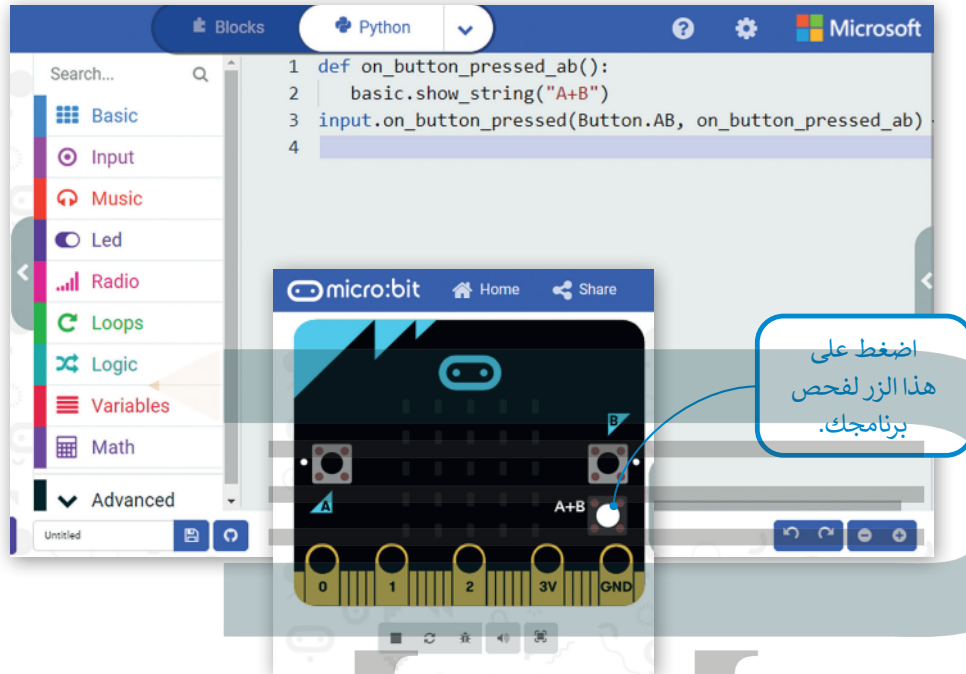 Blocks
Python
Microsoft
Search...
Basic
Input
Music
Led
Radio
Loops
Logic
Variables
Math
Advanced
1 def on_button_pressed_ab():
2 basic.show_string("A+B")
3 input.on_button_pressed(Button.AB, on_button_pressed_ab)
4
Untitled
micro:bit Home Share
B
A
A+B
0 1 2 3V GND
اضغط على
هذا الزر لفحص
برنامجك.